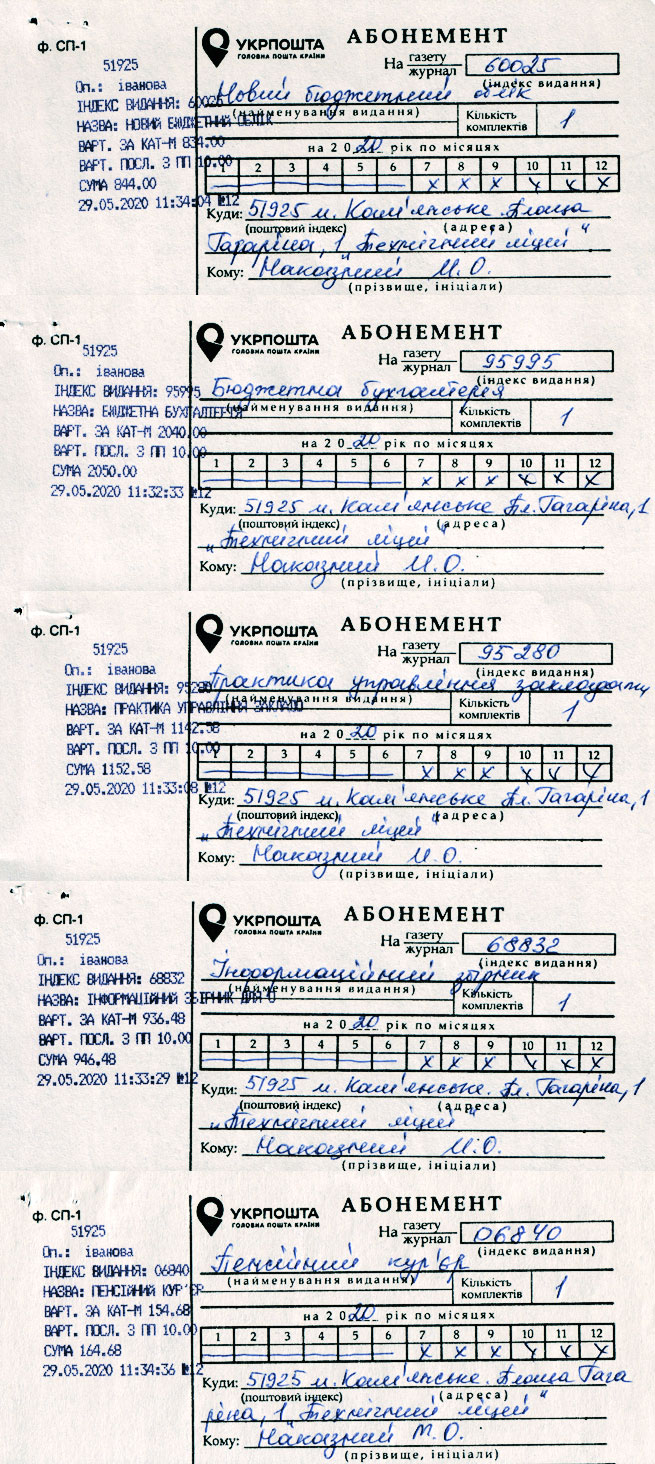 ф. СП-1
51925
Оп.: іванова
ІНДЕКС ВИДАННЯ: 60025
НАЗВА: НОВИЙ БЮДЖЕТНИЙ ОБЛІК
ВАРТ. ЗА КАТ-М 834.00
ВАРТ. ПОСЛ. З ПП 10.00
СУМА 844.00
29.05.2020 11:34:04 №12
УКРПОШТА
ГОЛОВНА ПОШТА КРАЇНИ
АБОНЕМЕНТ
На газету журнал 60025
(індекс видання)
Новий бюджетний облік
(найменування видання)
Кількість комплектів 1
на 2020 рік по місяцях
1 2 3 4 5 6 7 8 9 10 11 12
х х х х х х
Куди: 51925 м. Кам'янське Площа
(поштовий індекс) (адреса)
Гагаріна, 1 "Технічний ліцей"
Кому: Наказний М.О.
(прізвище, ініціали)
ф. СП-1
51925
Оп.: іванова
ІНДЕКС ВИДАННЯ: 95995
НАЗВА: БЮДЖЕТНА БУХГАЛТЕРІЯ
ВАРТ. ЗА КАТ-М 2040.00
ВАРТ. ПОСЛ. З ПП 10.00
СУМА 2050.00
29.05.2020 11:32:33 №12
УКРПОШТА
ГОЛОВНА ПОШТА КРАЇНИ
АБОНЕМЕНТ
На газету журнал 95995
(індекс видання)
Бюджетна бухгалтерія
(найменування видання)
Кількість комплектів 1
на 2020 рік по місяцях
1 2 3 4 5 6 7 8 9 10 11 12
х х х х х х
Куди: 51925 м. Кам'янське Пл. Гагаріна, 1
(поштовий індекс) (адреса)
"Технічний ліцей"
Кому: Наказний М.О.
(прізвище, ініціали)
ф. СП-1
51925
Оп.: іванова
ІНДЕКС ВИДАННЯ: 95280
НАЗВА: ПРАКТИКА УПРАВЛІННЯ ЗАКЛАДО
ВАРТ. ЗА КАТ-М 1142.58
ВАРТ. ПОСЛ. З ПП 10.00
СУМА 1152.58
29.05.2020 11:33:08 №12
УКРПОШТА
ГОЛОВНА ПОШТА КРАЇНИ
АБОНЕМЕНТ
На газету журнал 95280
(індекс видання)
Практика управління закладом
(найменування видання)
Кількість комплектів 1
на 2020 рік по місяцях
1 2 3 4 5 6 7 8 9 10 11 12
х х х х х х
Куди: 51925 м. Кам'янське Пл. Гагаріна, 1
(поштовий індекс) (адреса)
"Технічний ліцей"
Кому: Наказний М.О.
(прізвище, ініціали)
ф. СП-1
51925
Оп.: іванова
ІНДЕКС ВИДАННЯ: 68832
НАЗВА: ІНФОРМАЦІЙНИЙ ЗБІРНИК ДЛЯ О
ВАРТ. ЗА КАТ-М 936.48
ВАРТ. ПОСЛ. З ПП 10.00
СУМА 946.48
29.05.2020 11:33:29 №12
УКРПОШТА
ГОЛОВНА ПОШТА КРАЇНИ
АБОНЕМЕНТ
На газету журнал 68832
(індекс видання)
Інформаційний збірник
(найменування видання)
Кількість комплектів 1
на 2020 рік по місяцях
1 2 3 4 5 6 7 8 9 10 11 12
х х х х х х
Куди: 51925 м. Кам'янське. Пл. Гагаріна, 1
(поштовий індекс) (адреса)
"Технічний ліцей"
Кому: Наказний М.О.
(прізвище, ініціали)
ф. СП-1
51925
Оп.: іванова
ІНДЕКС ВИДАННЯ: 06840
НАЗВА: ПЕНСІЙНИЙ КУР'ЄР
ВАРТ. ЗА КАТ-М 154.68
ВАРТ. ПОСЛ. З ПП 10.00
СУМА 164.68
29.05.2020 11:34:36 №12
УКРПОШТА
ГОЛОВНА ПОШТА КРАЇНИ
АБОНЕМЕНТ
На газету журнал 06840
(індекс видання)
Пенсійний кур'єр
(найменування видання)
Кількість комплектів 1
на 2020 рік по місяцях
1 2 3 4 5 6 7 8 9 10 11 12
х х х х х х
Куди: 51925 м. Кам'янське. Площа Гага
(поштовий індекс) (адреса)
ріна, 1 "Технічний ліцей"
Кому: Наказний М.О.
(прізвище, ініціали)